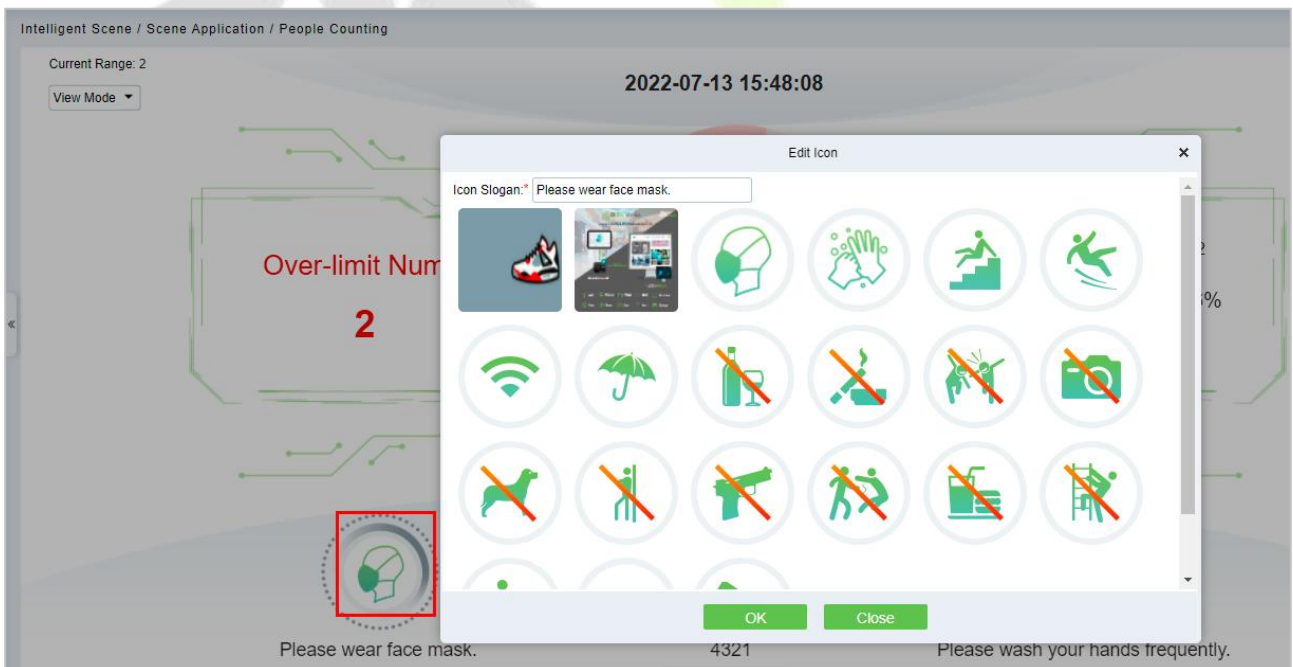 Intelligent Scene / Scene Application / People Counting
Current Range: 2
View Mode
2022-07-13 15:48:08
Edit Icon
Icon Slogan:* Please wear face mask.
Over-limit Num
2
2
%
OK Close
Please wear face mask.
4321
Please wash your hands frequently.